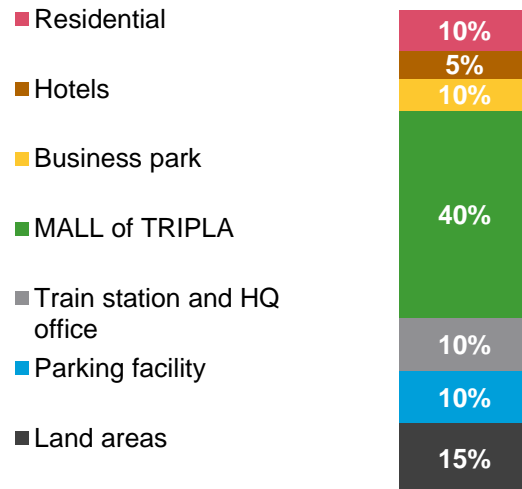 Residential
10%
5%
Hotels
10%
Business park
MALL of TRIPLA
40%
Train station and HQ
office
10%
Parking facility
10%
Land areas
15%